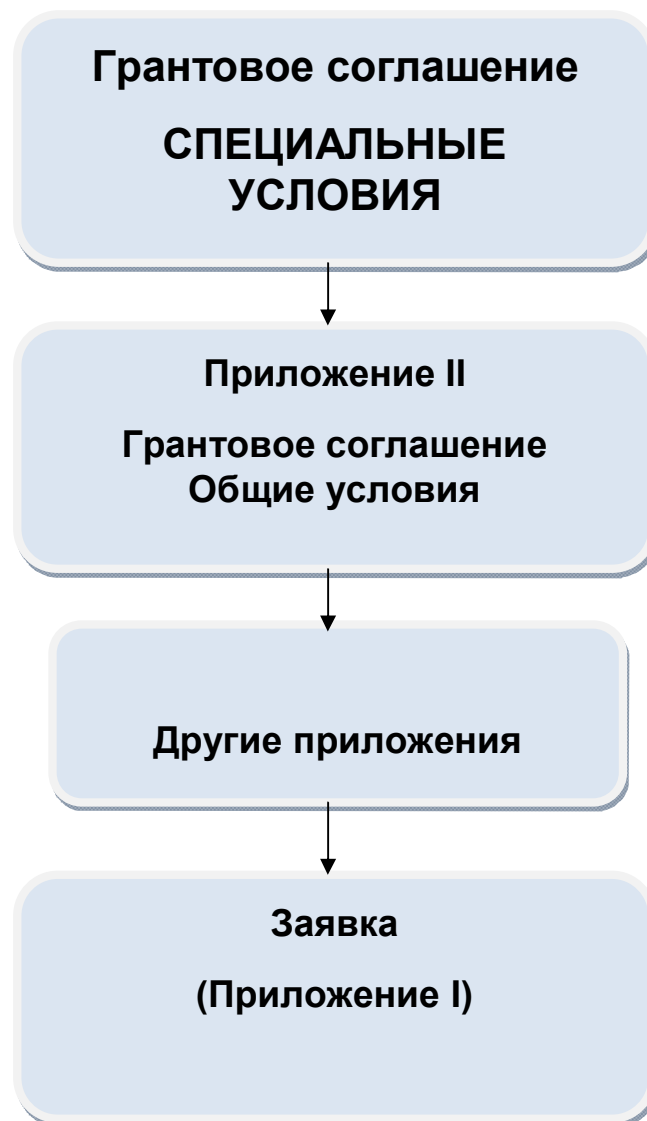 Грантовое соглашение
СПЕЦИАЛЬНЫЕ
УСЛОВИЯ
Приложение II
Грантовое соглашение
Общие условия
Другие приложения
Заявка
(Приложение I)